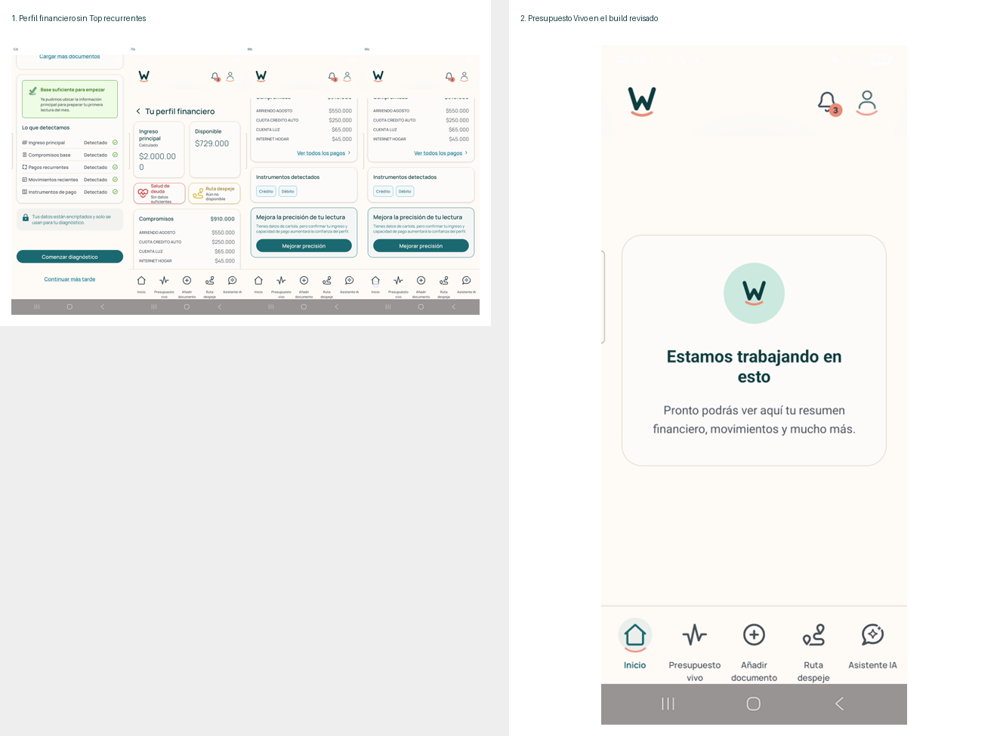 1. Perfil financiero sin Top recurrentes
Cargar más documentos
Base suficiente para empezar
Ya pudimos ubicar la información
principal para preparar tu primera
lectura del mes.
Lo que detectamos
Ingreso principal Detectado
Compromisos base Detectado
Pagos recurrentes Detectado
Movimientos recientes Detectado
Instrumentos de pago Detectado
Tus datos están encriptados y solo se
usan para tu diagnóstico.
Comenzar diagnóstico
Continuar más tarde
W
3
Tu perfil financiero
Ingreso
principal
Calculado
$2.000.00
0
Disponible
$729.000
Salud de
deuda
Sin datos
suficientes
Ruta despeje
Aún no
disponible
Compromisos $910.000
ARRIENDO AGOSTO $550.000
CUOTA CREDITO AUTO $250.000
CUENTA LUZ $65.000
INTERNET HOGAR $45.000
Inicio
Presupuesto
vivo
Añadir
documento
Ruta
despeje
Asistente IA
W
3
Compromisos $910.000
ARRIENDO AGOSTO $550.000
CUOTA CREDITO AUTO $250.000
CUENTA LUZ $65.000
INTERNET HOGAR $45.000
Ver todos los pagos
Instrumentos detectados
Crédito Débito
Mejora la precisión de tu lectura
Tienes datos de cartola, pero confirmar tu ingreso y
capacidad de pago aumentará la confianza del perfil.
Mejorar precisión
Inicio
Presupuesto
vivo
Añadir
documento
Ruta
despeje
Asistente IA
W
3
Compromisos $910.000
ARRIENDO AGOSTO $550.000
CUOTA CREDITO AUTO $250.000
CUENTA LUZ $65.000
INTERNET HOGAR $45.000
Ver todos los pagos
Instrumentos detectados
Crédito Débito
Mejora la precisión de tu lectura
Tienes datos de cartola, pero confirmar tu ingreso y
capacidad de pago aumentará la confianza del perfil.
Mejorar precisión
Inicio
Presupuesto
vivo
Añadir
documento
Ruta
despeje
Asistente IA
2. Presupuesto Vivo en el build revisado
W
3
W
Estamos trabajando en
esto
Pronto podrás ver aquí tu resumen
financiero, movimientos y mucho más.
Inicio
Presupuesto
vivo
Añadir
documento
Ruta
despeje
Asistente IA